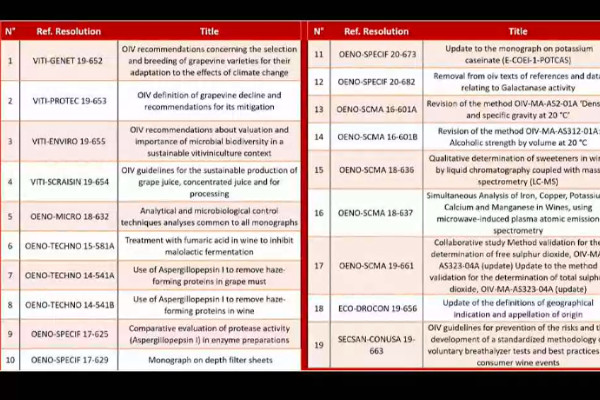 N° Ref. Resolution Title
1 VITI-GENET 19-652 OIV recommendations concerning the selection
and breeding of grapevine varieties for their
adaptation to the effects of climate change
2 VITI-PROTEC 19-653 OIV definition of grapevine decline and
recommendations for its mitigation
3 VITI-ENVIRO 19-655 OIV recommendations about valuation and
importance of microbial biodiversity in a
sustainable vitiviniculture context
4 VITI-SCRAISIN 19-654 OIV guidelines for the sustainable production of
grape juice, concentrated juice and for
processing
5 OENO-MICRO 18-632 Analytical and microbiological control
techniques analyses common to all monographs
6 OENO-TECHNO 15-581A Treatment with fumaric acid in wine to inhibit
malolactic fermentation
7 OENO-TECHNO 14-541A Use of Aspergillopepsin I to remove haze-
forming proteins in grape must
8 OENO-TECHNO 14-541B Use of Aspergillopepsin I to remove haze-
forming proteins in wine
9 OENO-SPECIF 17-625 Comparative evaluation of protease activity
(Aspergillopepsin I) in enzyme preparations
10 OENO-SPECIF 17-629 Monograph on depth filter sheets
N° Ref. Resolution Title
11 OENO-SPECIF 20-673 Update to the monograph on potassium
caseinate (E-COEI-1-POTCAS)
12 OENO-SPECIF 20-682 Removal from oiv texts of references and data
relating to Galactanase activity
13 OENO-SCMA 16-601A Revision of the method OIV-MA-AS2-01A 'Dens
and specific gravity at 20 °C'
14 OENO-SCMA 16-601B Revision of the method OIV-MA-AS312-01A:
Alcoholic strength by volume at 20 °C
15 OENO-SCMA 18-636 Qualitative determination of sweeteners in win
by liquid chromatography coupled with mass
spectrometry (LC-MS)
16 OENO-SCMA 18-637 Simultaneous Analysis of Iron, Copper, Potassiu
Calcium and Manganese in Wines, using
microwave-induced plasma atomic emission
spectrometry
17 OENO-SCMA 19-661 Collaborative study Method validation for the
determination of free sulphur dioxide, OIV-MA
AS323-04A (update) Update to the method
validation for the determination of total sulphu
dioxide, OIV-MA-AS323-04A (update)
18 ECO-DROCON 19-656 Update of the definitions of geographical
indication and appellation of origin
19 SECSAN-CONUSA 19-
663 OIV guidelines for prevention of the risks and th
development of a standardized methodology o
voluntary breathalyzer tests and best practices
consumer wine events